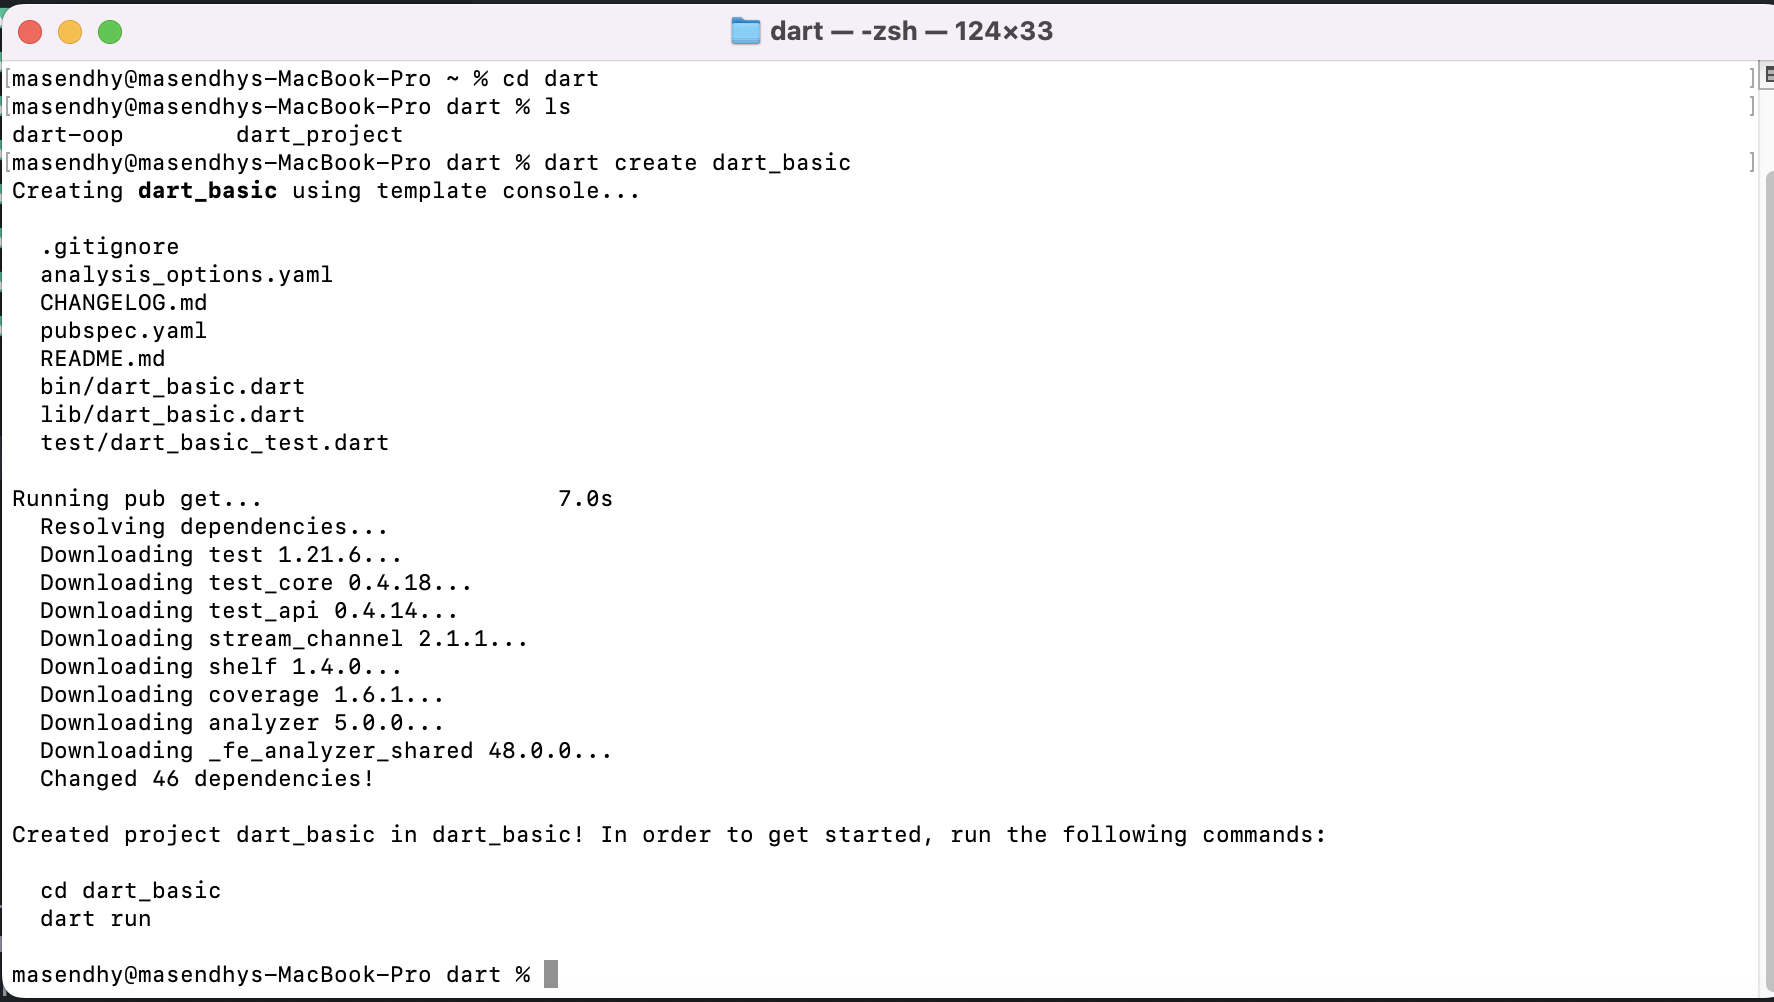 dart — -zsh — 124×33
[masendhy@masendhys-MacBook-Pro ~ % cd dart ]
[masendhy@masendhys-MacBook-Pro dart % ls ]
dart-oop        dart_project
[masendhy@masendhys-MacBook-Pro dart % dart create dart_basic ]
Creating dart_basic using template console...
.gitignore
analysis_options.yaml
CHANGELOG.md
pubspec.yaml
README.md
bin/dart_basic.dart
lib/dart_basic.dart
test/dart_basic_test.dart
Running pub get...                     7.0s
Resolving dependencies...
Downloading test 1.21.6...
Downloading test_core 0.4.18...
Downloading test_api 0.4.14...
Downloading stream_channel 2.1.1...
Downloading shelf 1.4.0...
Downloading coverage 1.6.1...
Downloading analyzer 5.0.0...
Downloading _fe_analyzer_shared 48.0.0...
Changed 46 dependencies!
Created project dart_basic in dart_basic! In order to get started, run the following commands:
cd dart_basic
dart run
masendhy@masendhys-MacBook-Pro dart %